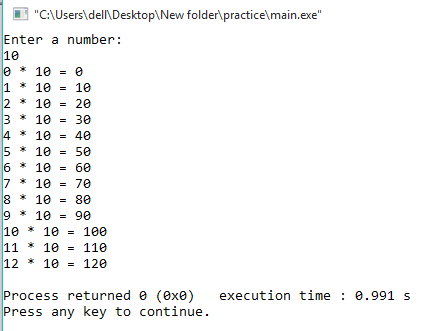 "C:\Users\dell\Desktop\New folder\practice\main.exe"
Enter a number:
10
0 * 10 = 0
1 * 10 = 10
2 * 10 = 20
3 * 10 = 30
4 * 10 = 40
5 * 10 = 50
6 * 10 = 60
7 * 10 = 70
8 * 10 = 80
9 * 10 = 90
10 * 10 = 100
11 * 10 = 110
12 * 10 = 120
Process returned 0 (0x0)   execution time : 0.991 s
Press any key to continue.